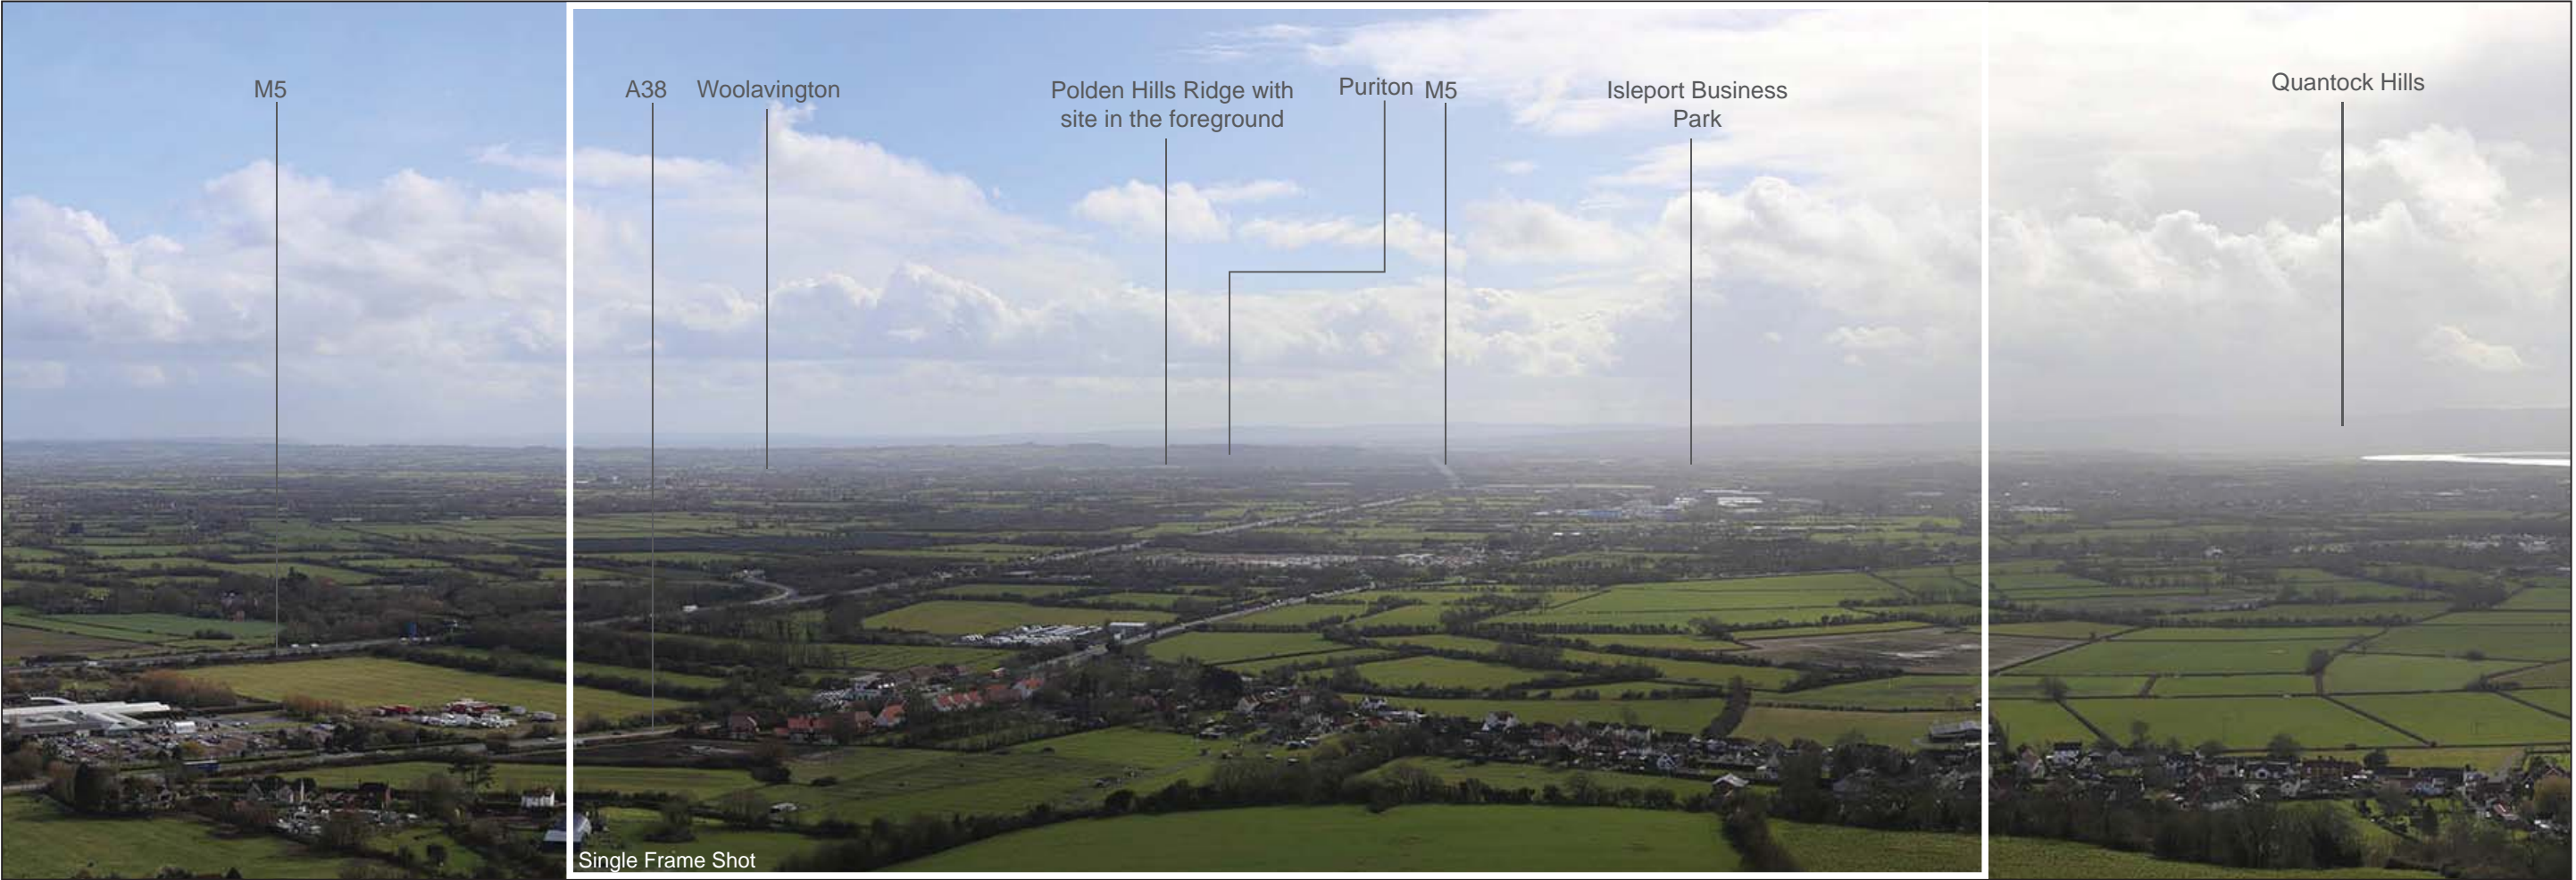 M5
A38
Woolavington
Polden Hills Ridge with
site in the foreground
Puriton
M5
Isleport Business
Park
Quantock Hills
Single Frame Shot